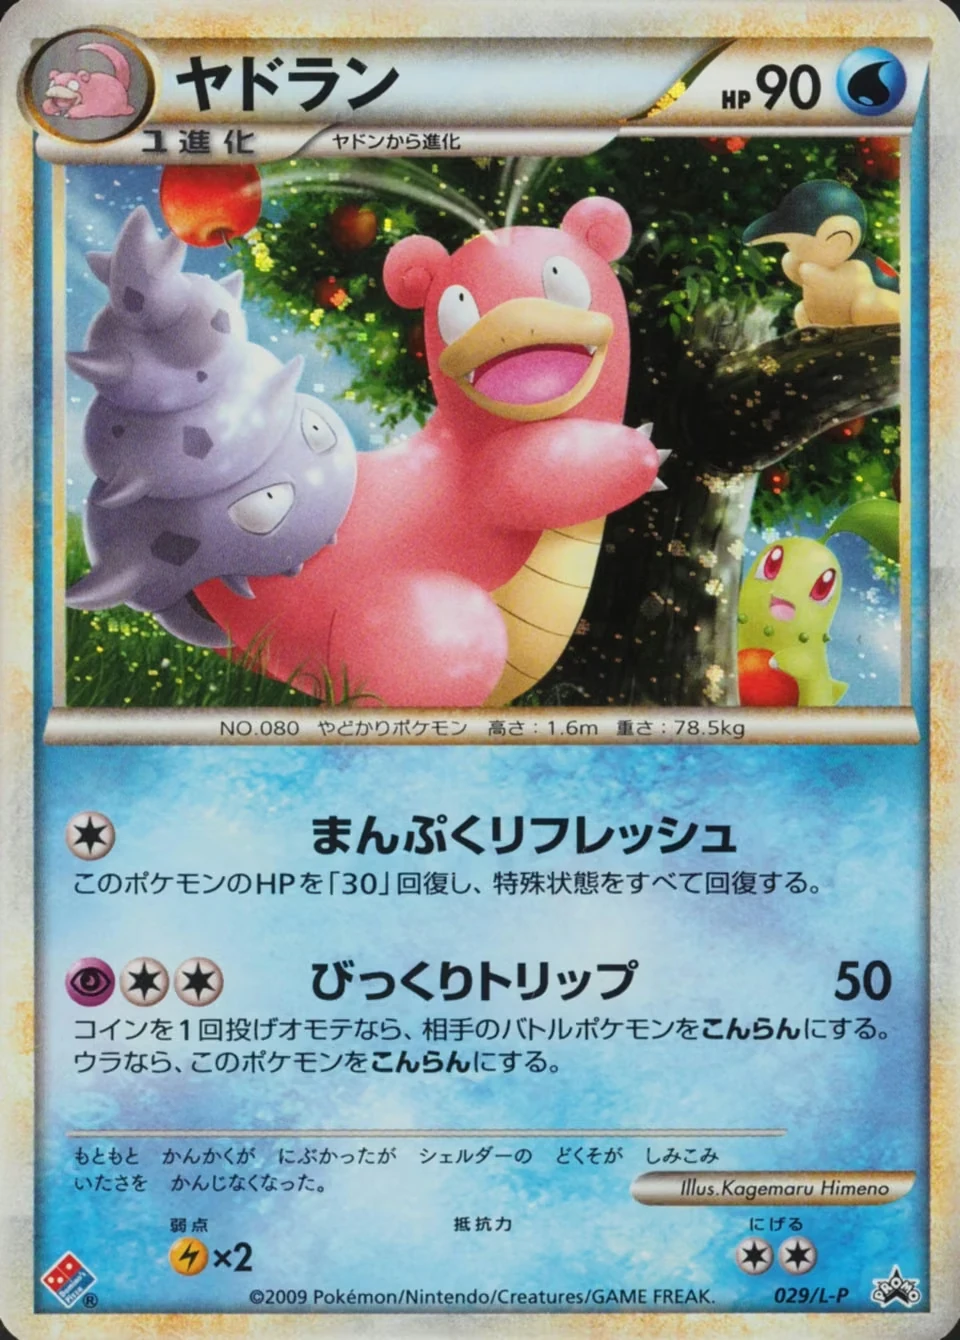 ヤドラン
HP90
1進化
ヤドンから進化
NO.080 やどかりポケモン 高さ：1.6m 重さ：78.5kg
まんぷくリフレッシュ
このポケモンのHPを「30」回復し、特殊状態をすべて回復する。
びっくりトリップ 50
コインを1回投げオモテなら、相手のバトルポケモンをこんらんにする。
ウラなら、このポケモンをこんらんにする。
もともと かんかくが にぶかったが シェルダーの どくそが しみこみ
いたさを かんじなくなった。
Illus.Kagemaru Himeno
弱点 抵抗力 にげる
×2
Domino's
Pizza
®
©2009 Pokémon/Nintendo/Creatures/GAME FREAK.
029/L-P
PROMO